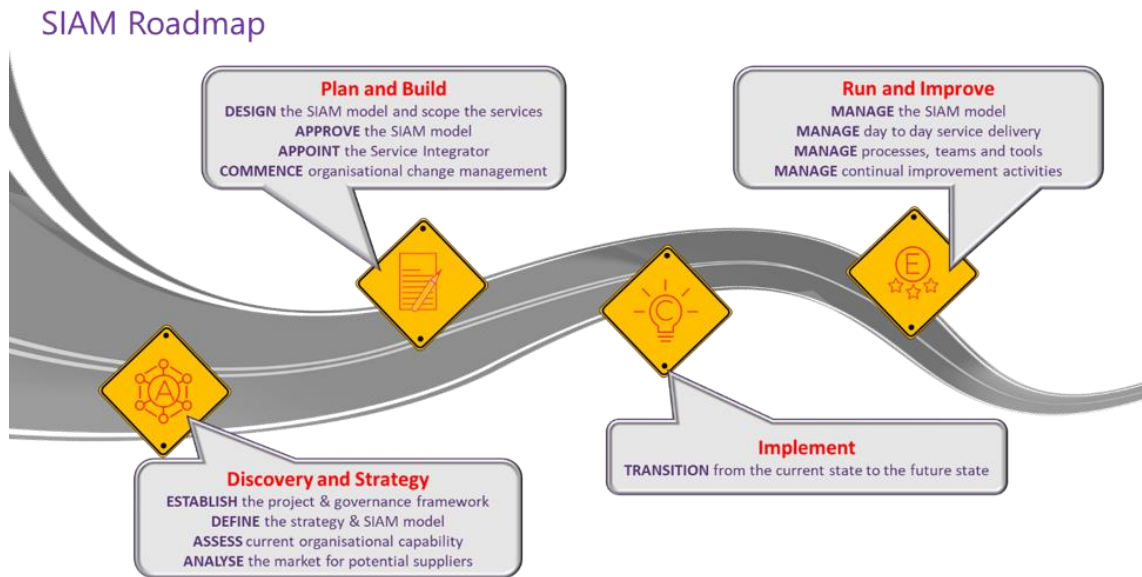 SIAM Roadmap
Plan and Build
DESIGN the SIAM model and scope the services
APPROVE the SIAM model
APPOINT the Service Integrator
COMMENCE organisational change management
Run and Improve
MANAGE the SIAM model
MANAGE day to day service delivery
MANAGE processes, teams and tools
MANAGE continual improvement activities
E
C
A
Implement
TRANSITION from the current state to the future state
Discovery and Strategy
ESTABLISH the project & governance framework
DEFINE the strategy & SIAM model
ASSESS current organisational capability
ANALYSE the market for potential suppliers